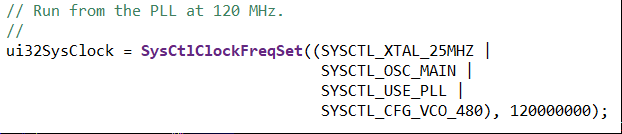 // Run from the PLL at 120 MHz.
//
ui32SysClock = SysCtlClockFreqSet((SYSCTL_XTAL_25MHZ |
SYSCTL_OSC_MAIN |
SYSCTL_USE_PLL |
SYSCTL_CFG_VCO_480), 120000000);